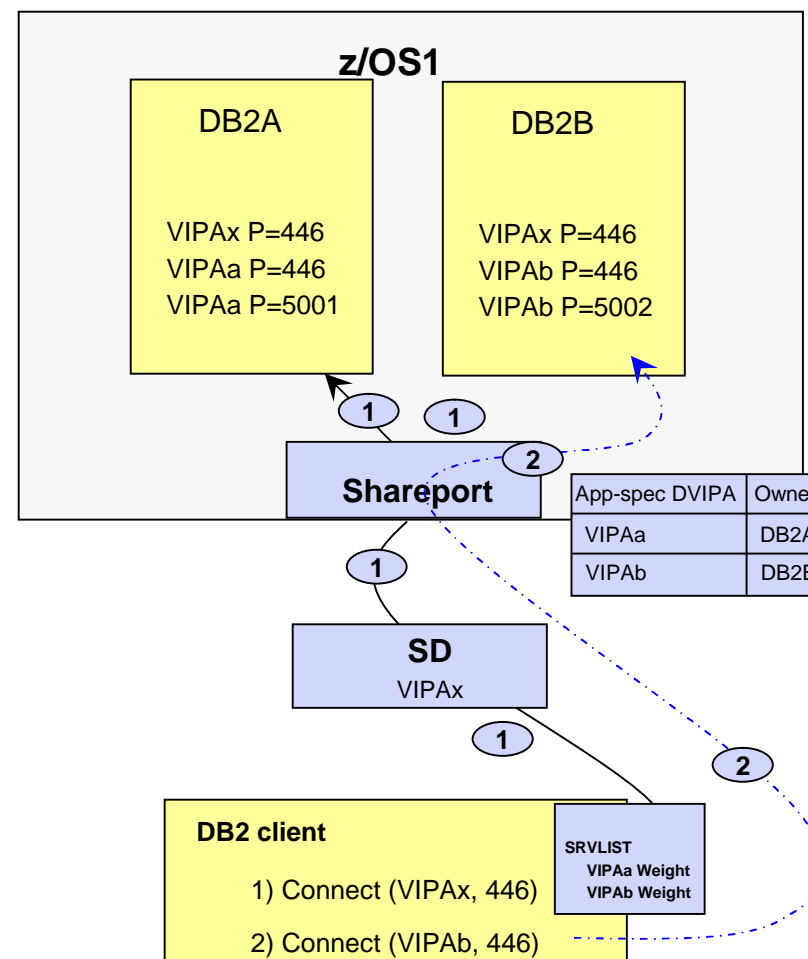 z/OS1
DB2A
VIPAx P=446
VIPAa P=446
VIPAa P=5001
DB2B
VIPAx P=446
VIPAb P=446
VIPAb P=5002
1
1
2
Shareport
App-spec DVIPA
VIPAa
VIPAb
1
SD
VIPAx
1
2
DB2 client
1) Connect (VIPAx, 446)
2) Connect (VIPAb, 446)
SRVLIST
VIPAa Weight
VIPAb Weight